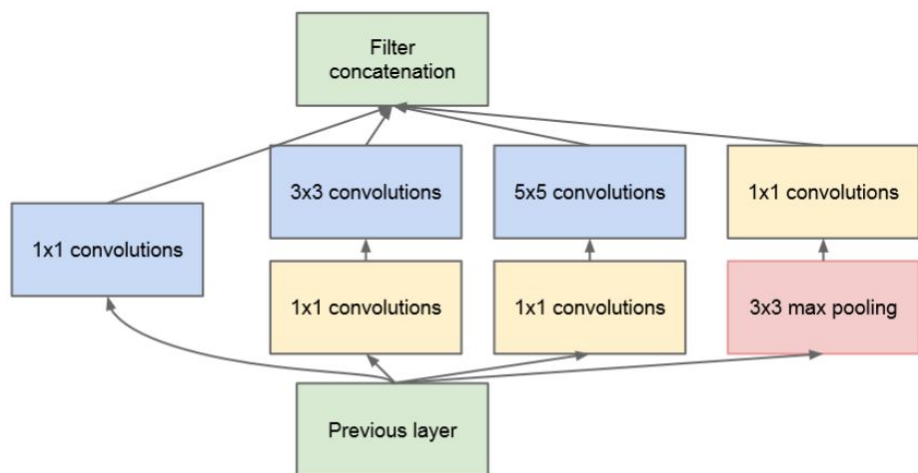 Filter
concatenation
3x3 convolutions
5x5 convolutions
1x1 convolutions
1x1 convolutions
1x1 convolutions
1x1 convolutions
3x3 max pooling
Previous layer